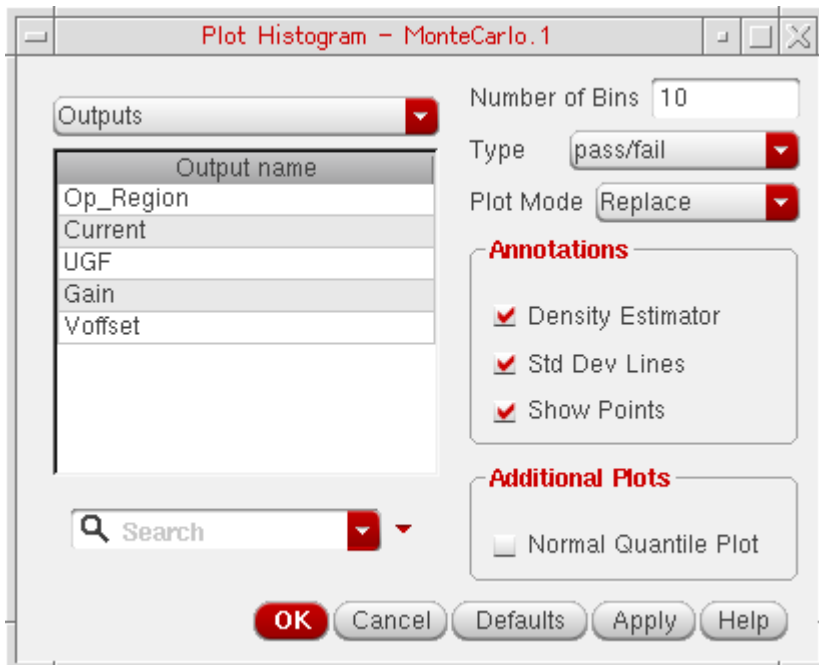 Plot Histogram - MonteCarlo.1
Outputs
Output name
Op_Region
Current
UGF
Gain
Voffset
Search
Number of Bins 10
Type pass/fail
Plot Mode Replace
Annotations
Density Estimator
Std Dev Lines
Show Points
Additional Plots
Normal Quantile Plot
OK Cancel Defaults Apply Help